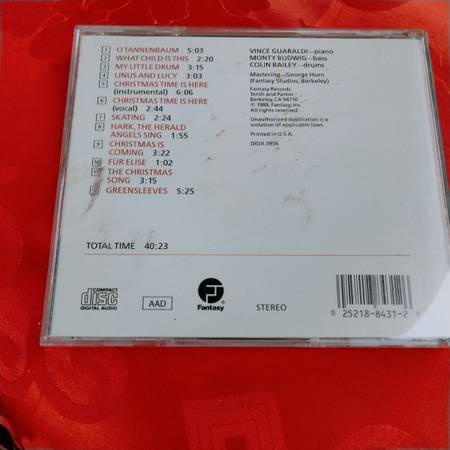 1 O TANNENBAUM 5:03
2 WHAT CHILD IS THIS 2:20
3 MY LITTLE DRUM 3:15
4 LINUS AND LUCY 3:03
5 CHRISTMAS TIME IS HERE
(instrumental) 6:06
6 CHRISTMAS TIME IS HERE
(vocal) 2:44
7 SKATING 2:24
8 HARK, THE HERALD
ANGELS SING 1:55
9 CHRISTMAS IS
COMING 3:22
10 FÜR ELISE 1:02
11 THE CHRISTMAS
SONG 3:15
12 GREENSLEEVES 5:25
TOTAL TIME 40:23
VINCE GUARALDI—piano
MONTY BUDWIG—bass
COLIN BAILEY—drums
Mastering—George Horn
(Fantasy Studios, Berkeley)
Fantasy Records
Tenth and Parker
Berkeley, CA 94710
℗ 1988, Fantasy, Inc.
All rights reserved.
Unauthorized duplication is a
violation of applicable laws.
Printed in U.S.A.
DIDX 3956
COMPACT
disc
DIGITAL AUDIO
AAD
Fantasy
STEREO
0 25218-8431-2